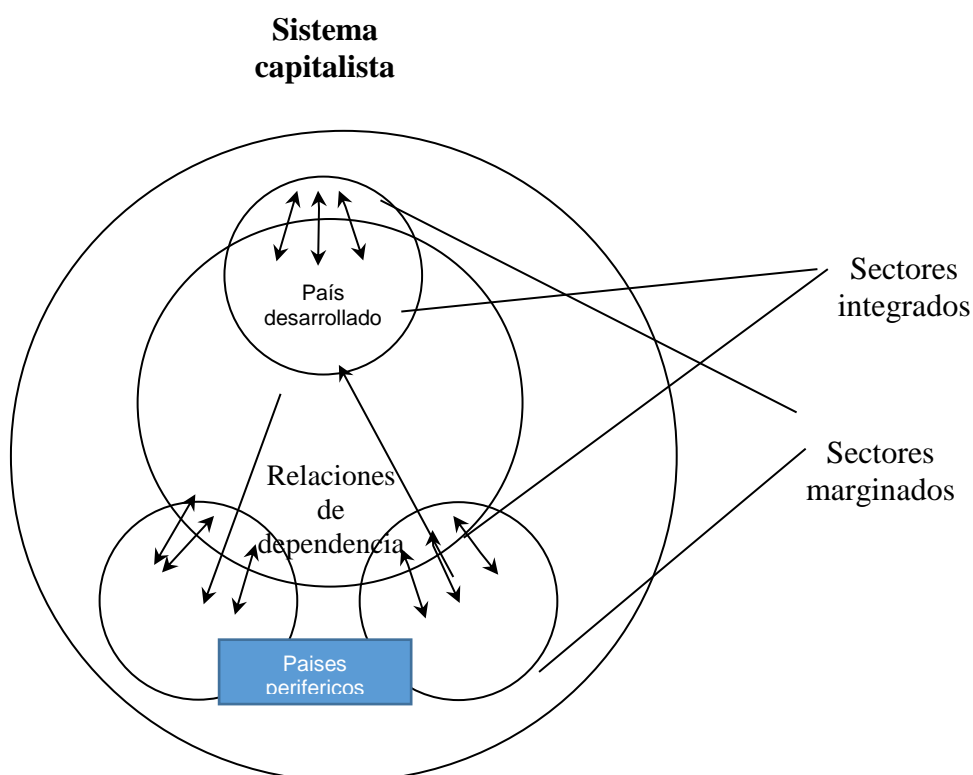 Sistema
capitalista
País
desarrollado
Sectores
integrados
Relaciones
de
dependencia
Sectores
marginados
Paises
perifericos